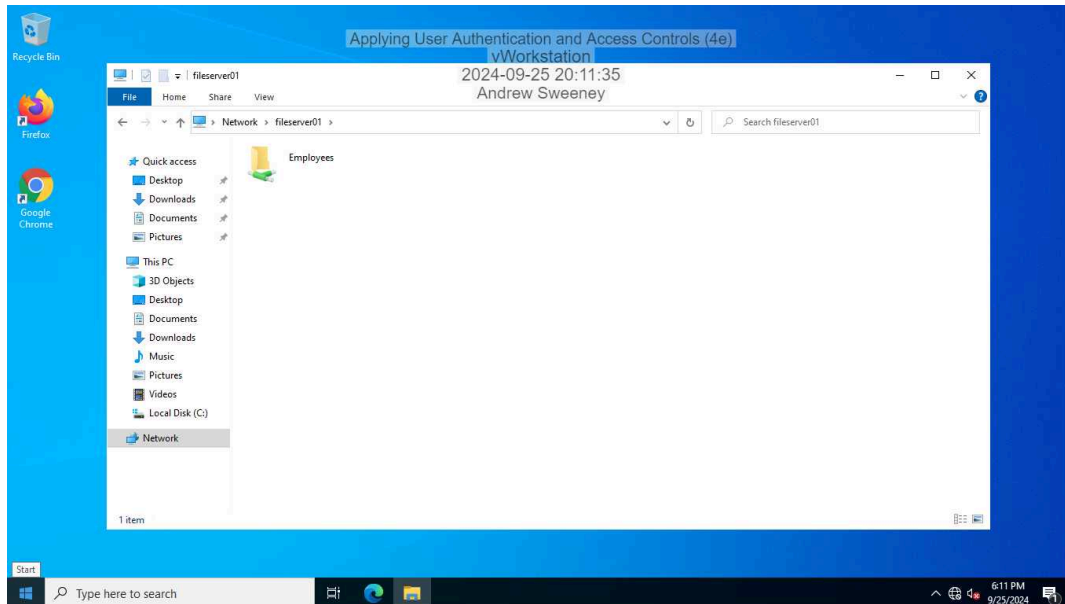 Recycle Bin
Applying User Authentication and Access Controls (4e)
vWorkstation
2024-09-25 20:11:35
Andrew Sweeney
fileserver01
File Home Share View
Network > fileserver01 >
Search fileserver01
Firefox
Google
Chrome
Quick access
Desktop
Downloads
Documents
Pictures
This PC
3D Objects
Desktop
Documents
Downloads
Music
Pictures
Videos
Local Disk (C:)
Network
Employees
1 item
Start
Type here to search
6:11 PM
9/25/2024
1